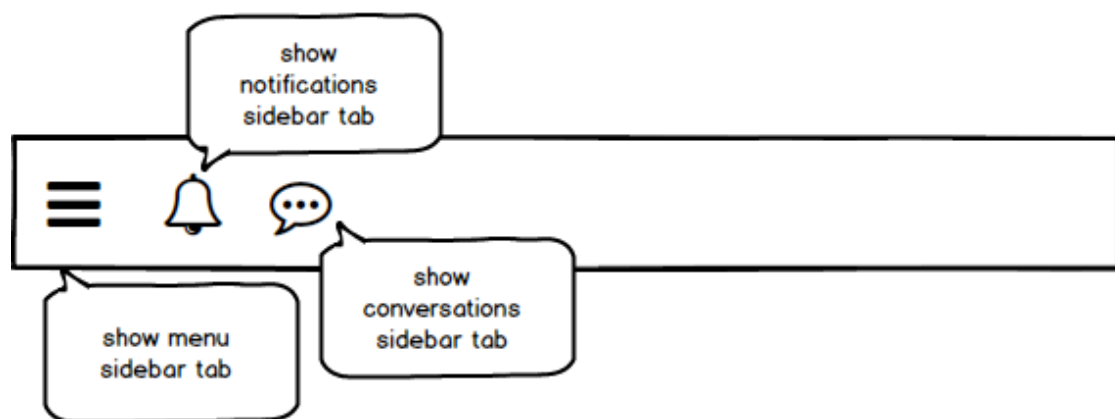 show
notifications
sidebar tab
show menu
sidebar tab
show
conversations
sidebar tab